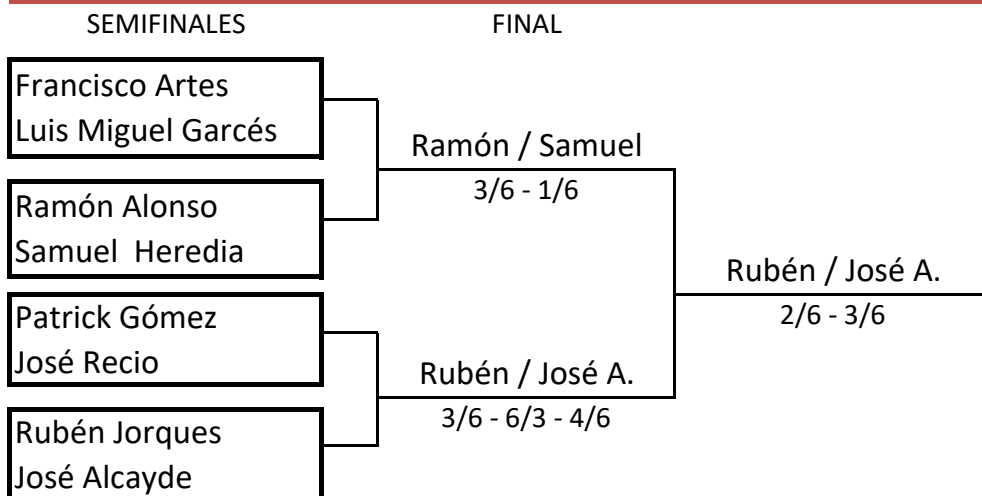 SEMIFINALES FINAL
Francisco Artes
Luis Miguel Garcés
Ramón / Samuel
3/6 - 1/6
Ramón Alonso
Samuel  Heredia
Rubén / José A.
2/6 - 3/6
Patrick Gómez
José Recio
Rubén / José A.
3/6 - 6/3 - 4/6
Rubén Jorques
José Alcayde